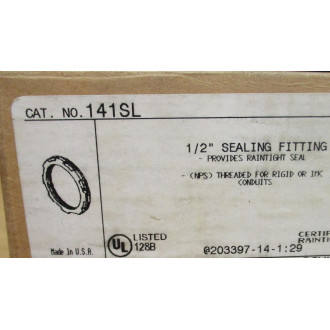 CAT. NO. 141SL
1/2" SEALING FITTING
- PROVIDES RAINTIGHT SEAL
- (NPS) THREADED FOR RIGID OR IMC
CONDUITS
Made In U.S.A.
UL
LISTED
128B
@203397-14-1:29
CERTIF
RAINTI